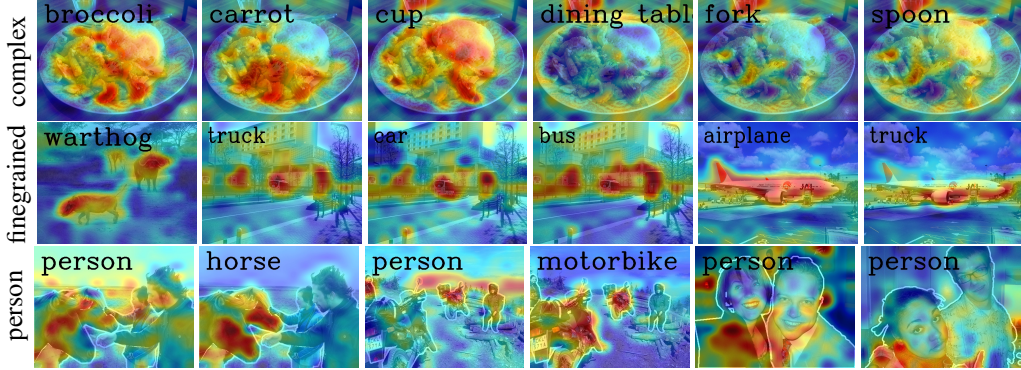 complex
broccoli
carrot
cup
dining tabl
fork
spoon
finegrained
warthog
truck
car
bus
airplane
truck
JAL
person
person
horse
person
motorbike
person
person